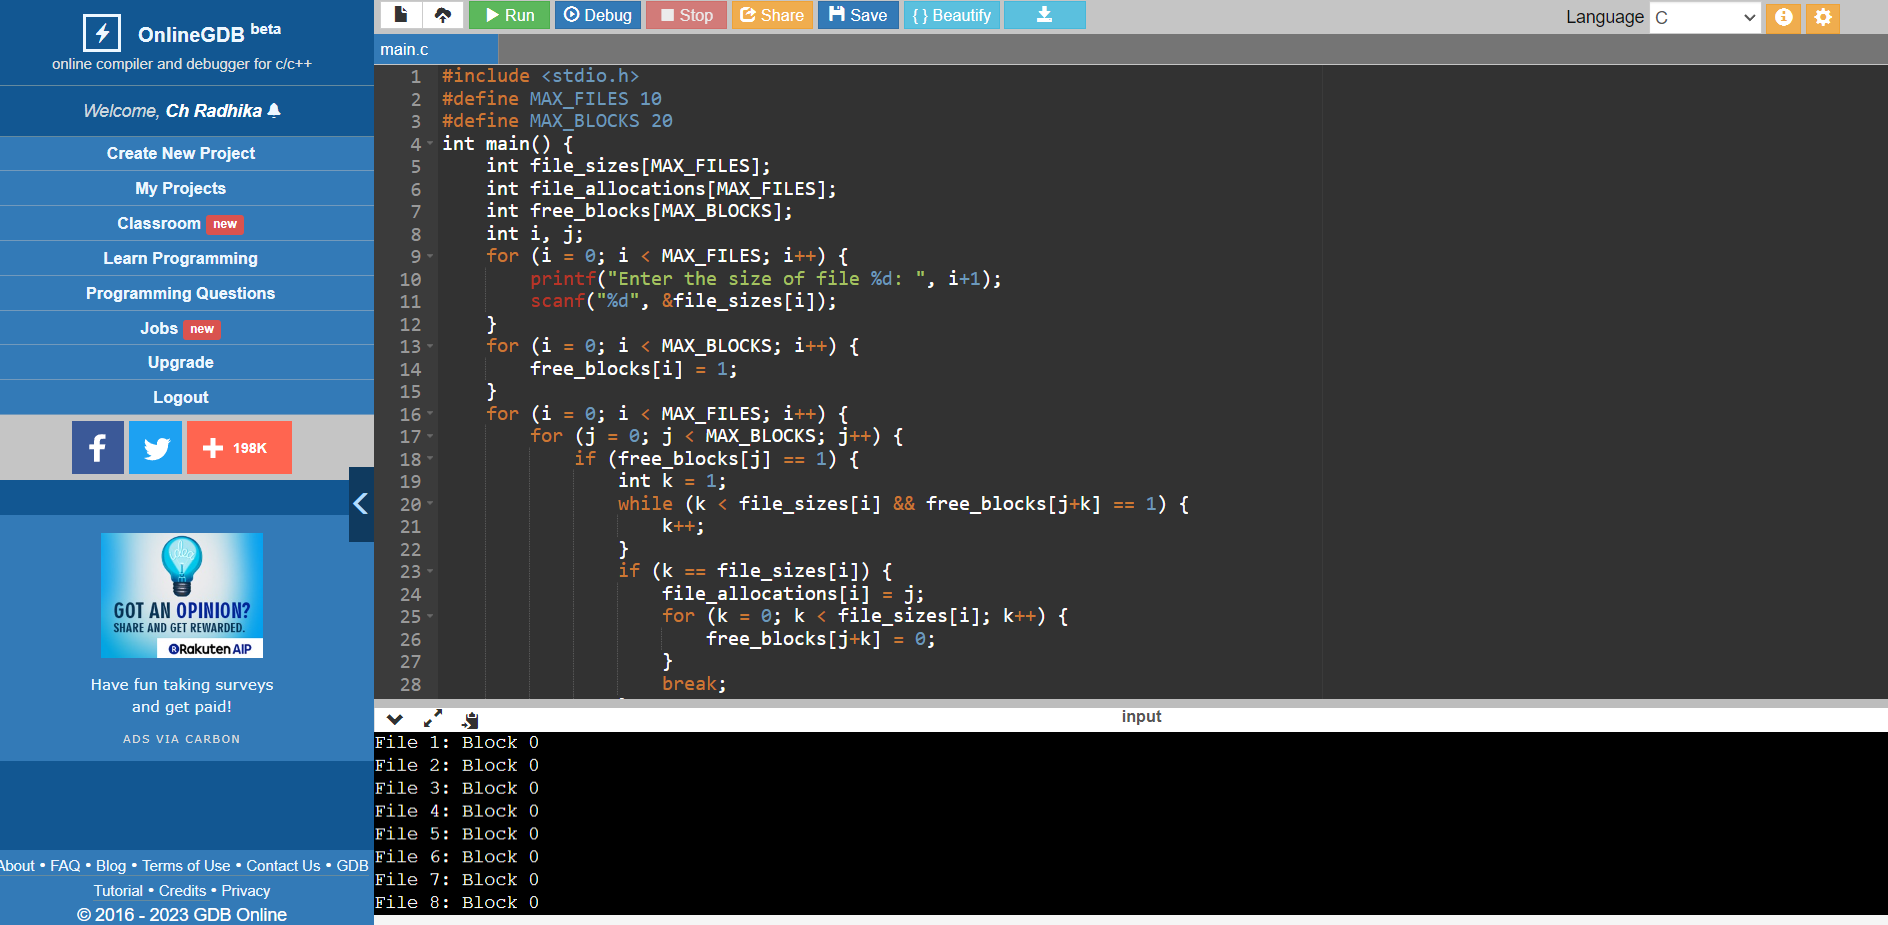 OnlineGDB beta
online compiler and debugger for c/c++
Welcome, Ch Radhika
Create New Project
My Projects
Classroom new
Learn Programming
Programming Questions
Jobs new
Upgrade
Logout
f
+ 198K
idea
GOT AN OPINION?
SHARE AND GET REWARDED.
Rakuten AIP
Have fun taking surveys
and get paid!
ADS VIA CARBON
About • FAQ • Blog • Terms of Use • Contact Us • GDB
Tutorial • Credits • Privacy
© 2016 - 2023 GDB Online
Run Debug Stop Share Save { } Beautify
Language C
main.c
1 #include <stdio.h>
2 #define MAX_FILES 10
3 #define MAX_BLOCKS 20
4 int main() {
5 int file_sizes[MAX_FILES];
6 int file_allocations[MAX_FILES];
7 int free_blocks[MAX_BLOCKS];
8 int i, j;
9 for (i = 0; i < MAX_FILES; i++) {
10 printf("Enter the size of file %d: ", i+1);
11 scanf("%d", &file_sizes[i]);
12 }
13 for (i = 0; i < MAX_BLOCKS; i++) {
14 free_blocks[i] = 1;
15 }
16 for (i = 0; i < MAX_FILES; i++) {
17 for (j = 0; j < MAX_BLOCKS; j++) {
18 if (free_blocks[j] == 1) {
19 int k = 1;
20 while (k < file_sizes[i] && free_blocks[j+k] == 1) {
21 k++;
22 }
23 if (k == file_sizes[i]) {
24 file_allocations[i] = j;
25 for (k = 0; k < file_sizes[i]; k++) {
26 free_blocks[j+k] = 0;
27 }
28 break;
input
File 1: Block 0
File 2: Block 0
File 3: Block 0
File 4: Block 0
File 5: Block 0
File 6: Block 0
File 7: Block 0
File 8: Block 0